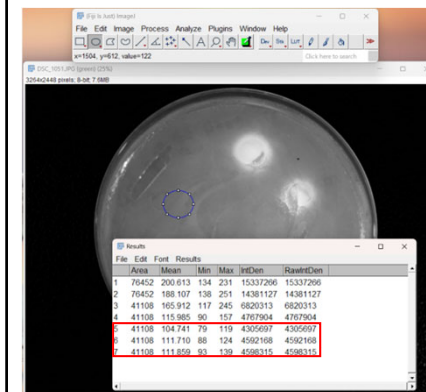 (Fiji Is Just) ImageJ
File Edit Image Process Analyze Plugins Window Help
Dev Stk LUT
x=1504, y=612, value=122
Click here to search
DSC_1051.JPG (green) (25%)
3254x2448 pixels; 8-bit; 7.6MB
Results
File Edit Font Results
Area Mean Min Max IntDen RawIntDen
1 76452 200.613 134 231 15337266 15337266
2 76452 188.107 138 251 14381127 14381127
3 41108 165.912 117 245 6820313 6820313
4 41108 115.985 90 157 4767904 4767904
5 41108 104.741 79 119 4305697 4305697
6 41108 111.710 88 124 4592168 4592168
7 41108 111.859 93 139 4598315 4598315